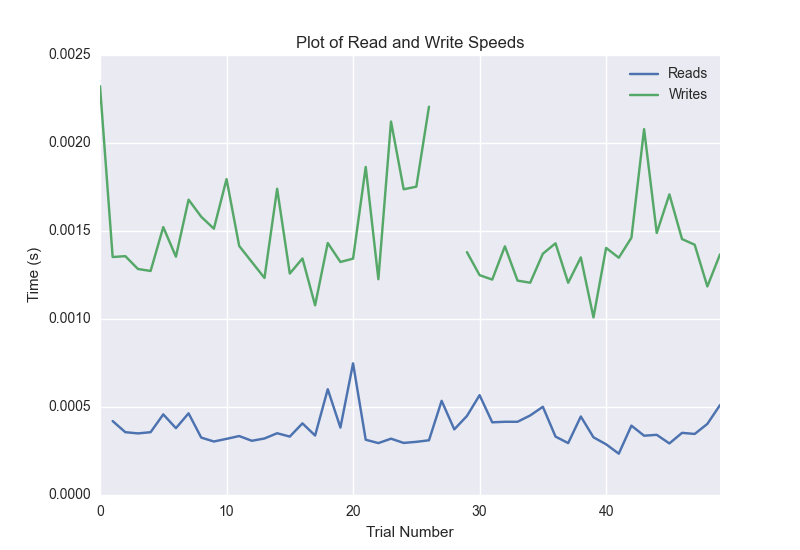 Plot of Read and Write Speeds
0.0025
0.0020
0.0015
0.0010
0.0005
0.0000
Time (s)
Reads
Writes
0 10 20 30 40
Trial Number